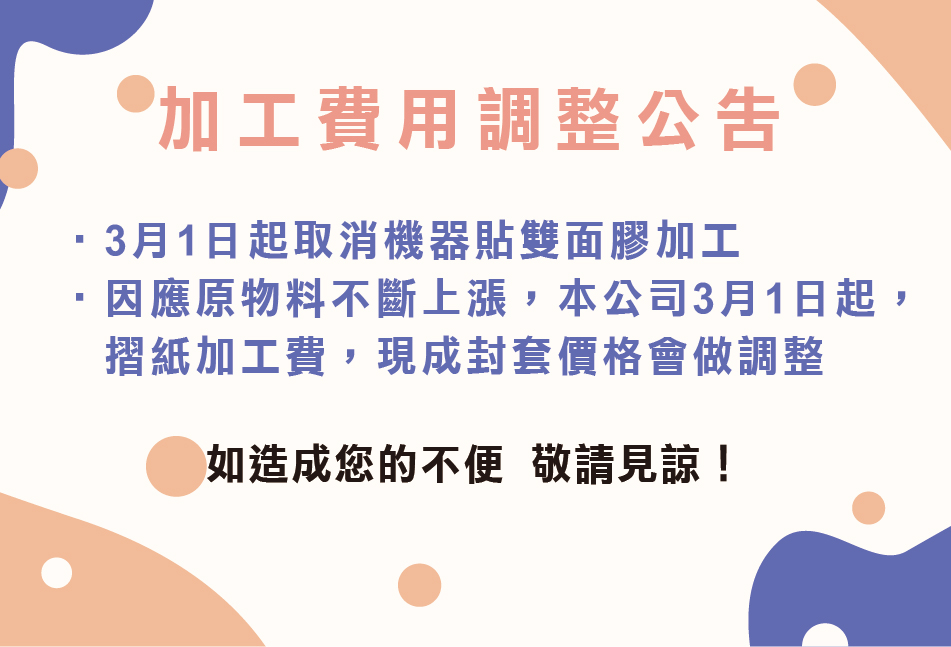 加工費用調整公告
·3月1日起取消機器貼雙面膠加工
·因應原物料不斷上漲，本公司3月1日起，
摺紙加工費，現成封套價格會做調整
如造成您的不便 敬請見諒！